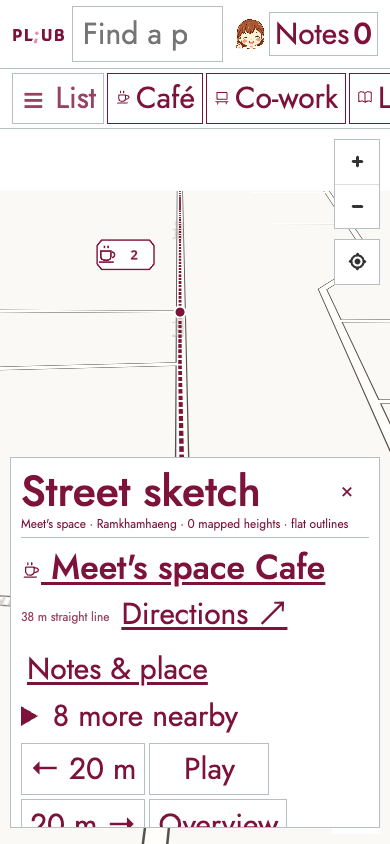 PL;UB
Find a p
Notes 0
List
Café
Co-work
L
+
−
2
Street sketch
×
Meet's space · Ramkhamhaeng · 0 mapped heights · flat outlines
Meet's space Cafe
38 m straight line
Directions ↗
Notes & place
▶ 8 more nearby
← 20 m
Play
20 m →
Overview